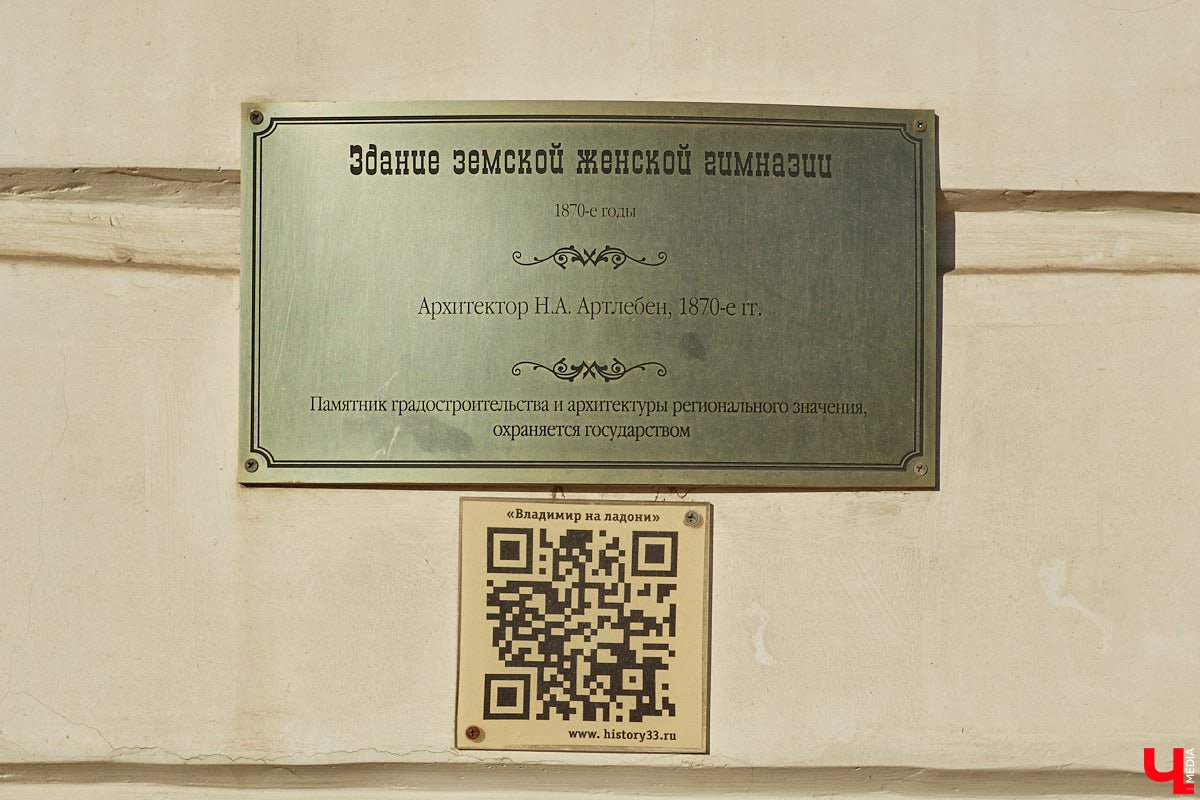 Здание земской женской гимназии
1870-е годы
Архитектор Н.А. Артлебен, 1870-е гг.
Памятник градостроительства и архитектуры регионального значения,
охраняется государством
«Владимир на ладони»
www. history33.ru
Ч
MEDIA